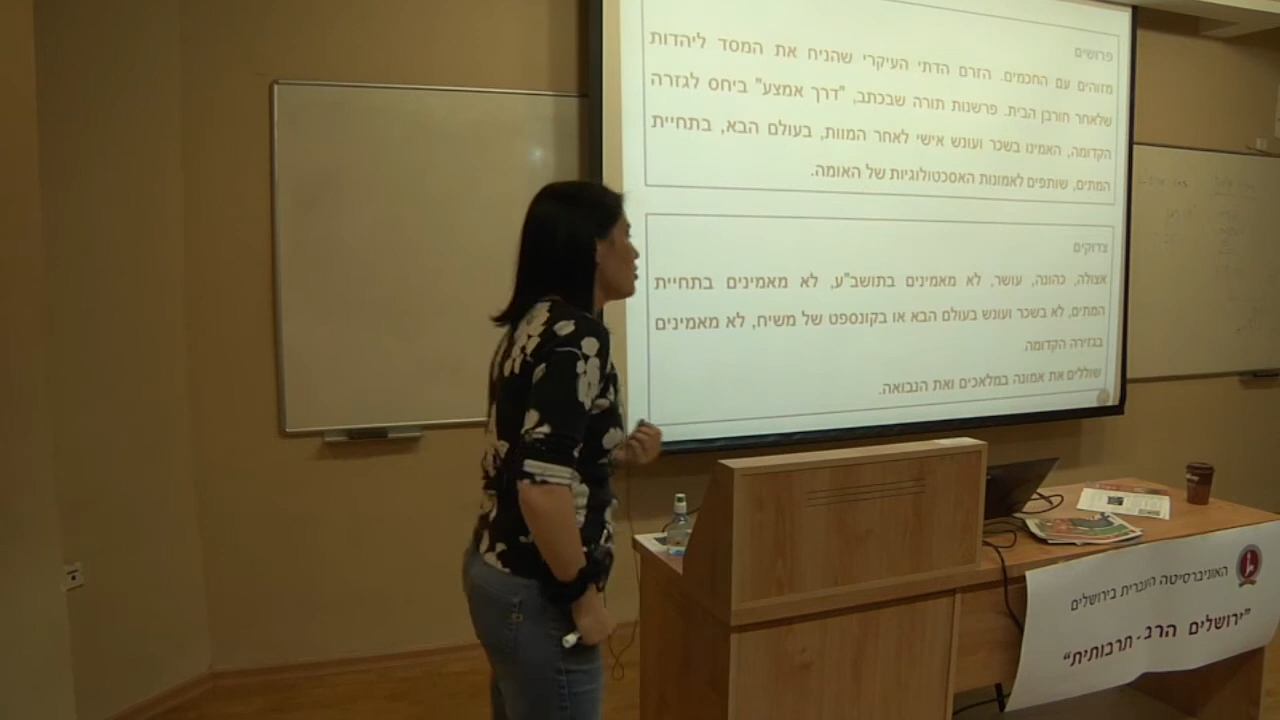 פרושים
מזוהים עם החכמים. הזרם הדתי העיקרי שהניח את המסד ליהדות
שלאחר חורבן הבית. פרשנות תורה שבכתב, "דרך אמצע" ביחס לגזרה
הקדומה, האמינו בשכר ועונש אישי לאחר המוות, בעולם הבא, בתחיית
המתים, שותפים לאמונות האסכטולוגיות של האומה.
צדוקים
אצולה, כהונה, עושר, לא מאמינים בתושב"ע, לא מאמינים בתחיית
המתים, לא בשכר ועונש בעולם הבא או בקונספט של משיח, לא מאמינים
בגזירה הקדומה.
שוללים את אמונה במלאכים ואת הנבואה.
האוניברסיטה העברית בירושלים
"ירושלים הרב-תרבותית"